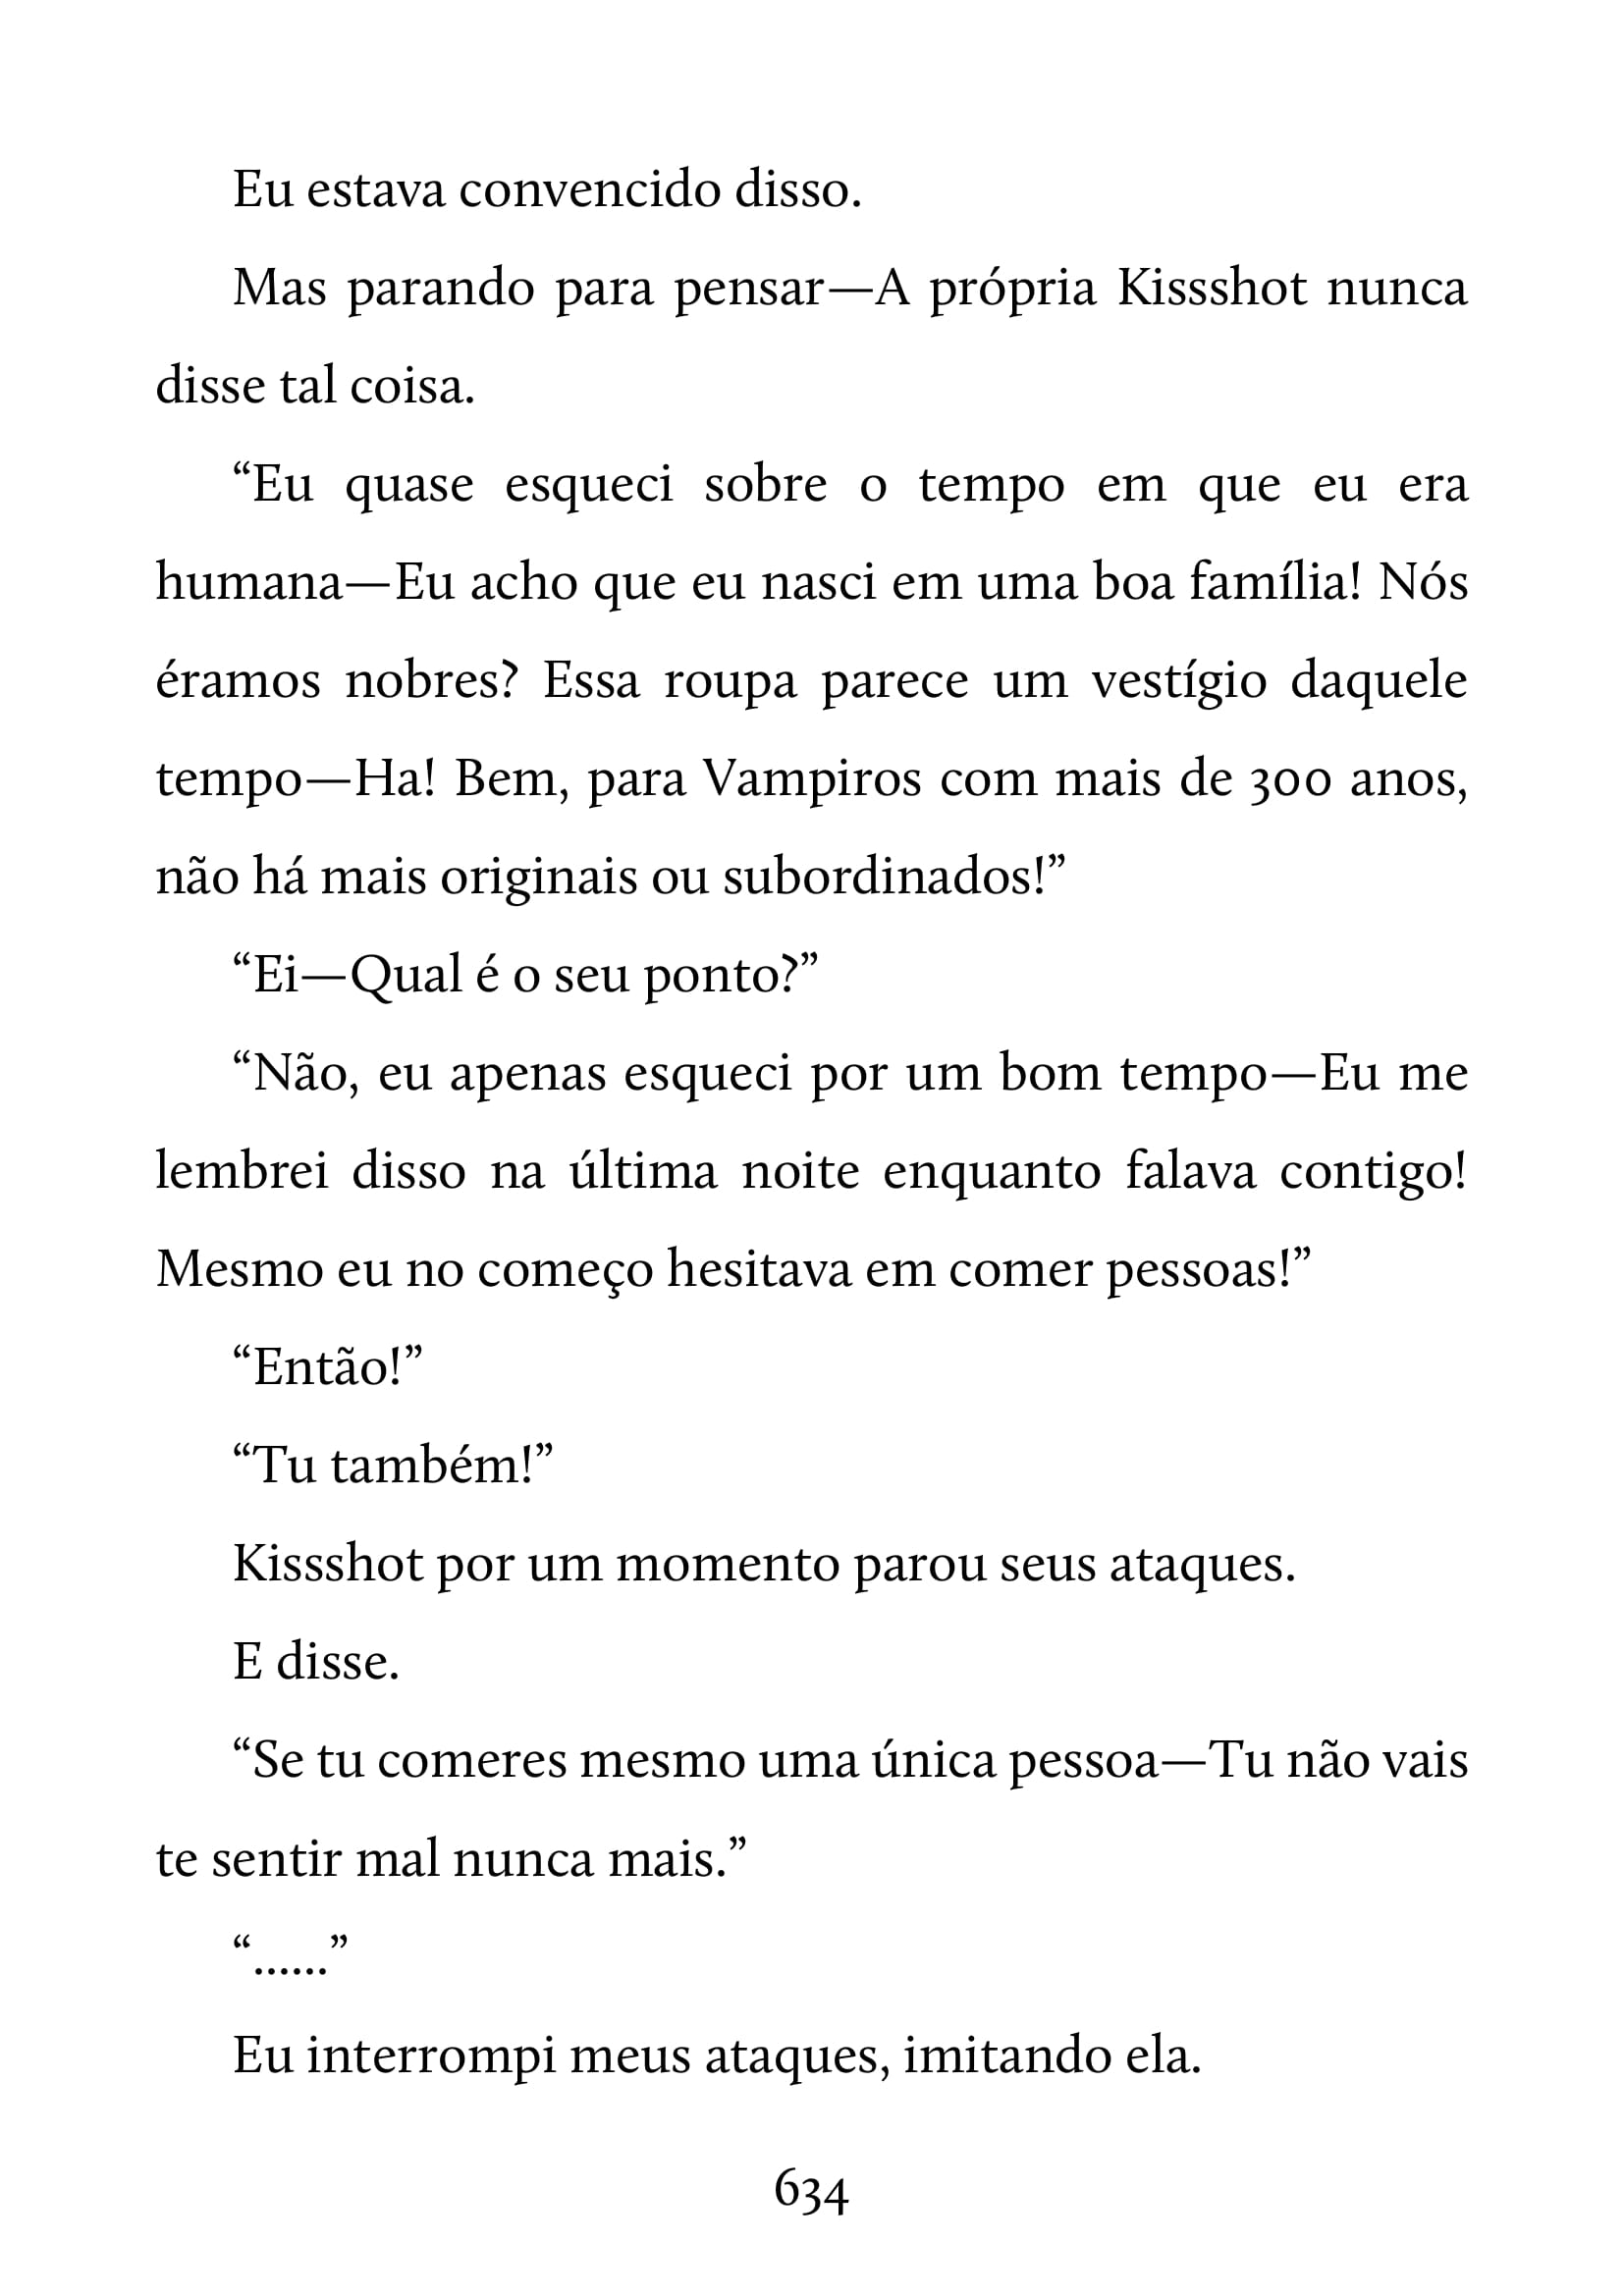 Eu estava convencido disso.
Mas parando para pensar—A própria Kissshot nunca
disse tal coisa.
“Eu quase esqueci sobre o tempo em que eu era
humana—Eu acho que eu nasci em uma boa família! Nós
éramos nobres? Essa roupa parece um vestígio daquele
tempo—Ha! Bem, para Vampiros com mais de 300 anos,
não há mais originais ou subordinados!”
“Ei—Qual é o seu ponto?”
“Não, eu apenas esqueci por um bom tempo—Eu me
lembrei disso na última noite enquanto falava contigo!
Mesmo eu no começo hesitava em comer pessoas!”
“Então!”
“Tu também!”
Kissshot por um momento parou seus ataques.
E disse.
“Se tu comeres mesmo uma única pessoa—Tu não vais
te sentir mal nunca mais.”
“......”
Eu interrompi meus ataques, imitando ela.
634